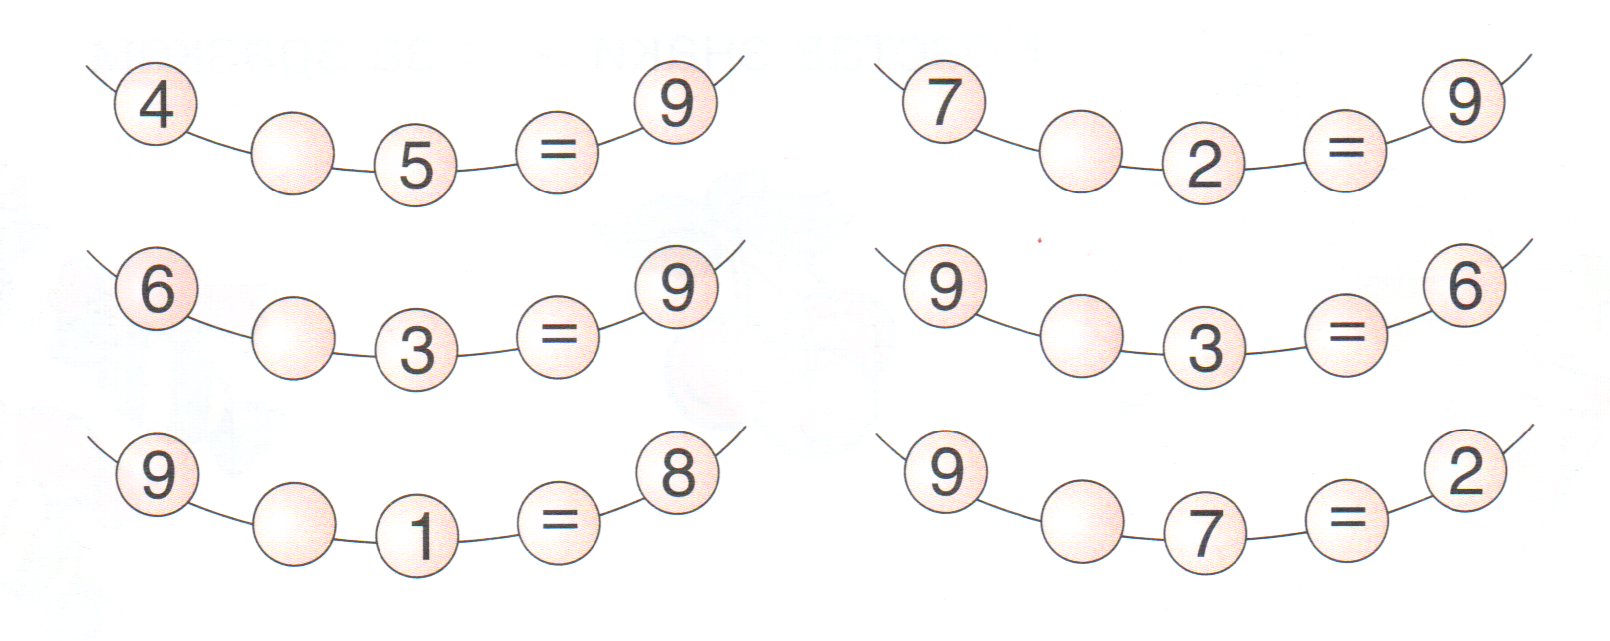 4 5 = 9
7 2 = 9
6 3 = 9
9 3 = 6
9 1 = 8
9 7 = 2